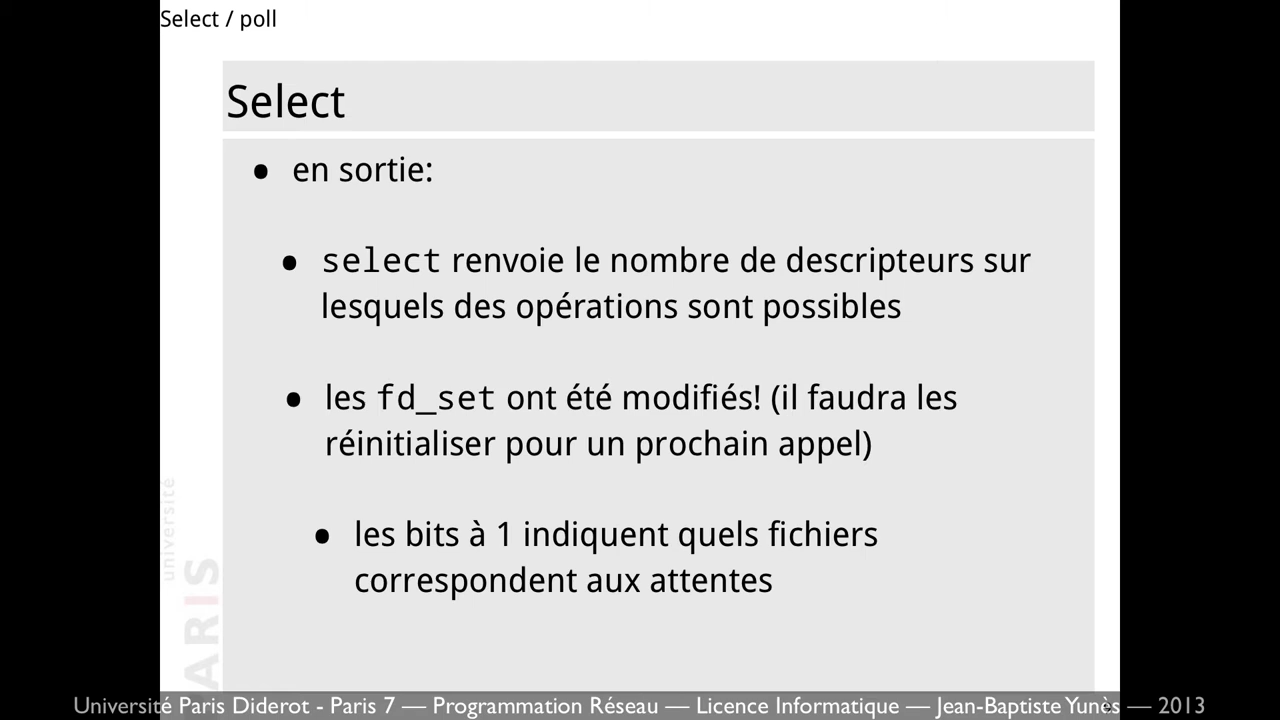 Select / poll
Select
• en sortie:
• select renvoie le nombre de descripteurs sur
lesquels des opérations sont possibles
• les fd_set ont été modifiés! (il faudra les
réinitialiser pour un prochain appel)
• les bits à 1 indiquent quels fichiers
correspondent aux attentes
université
PARIS
Université Paris Diderot - Paris 7 — Programmation Réseau — Licence Informatique — Jean-Baptiste Yunès — 2013